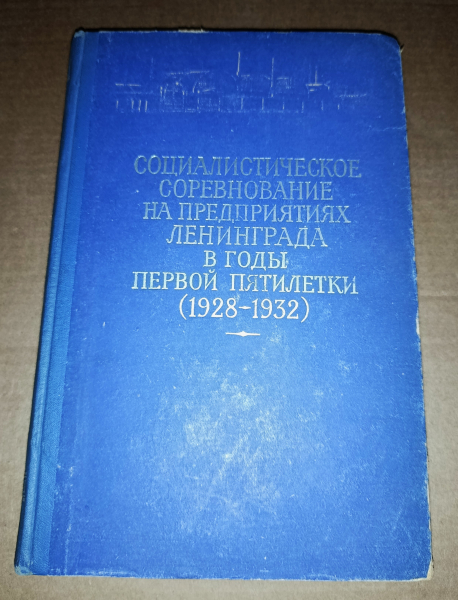 СОЦИАЛИСТИЧЕСКОЕ
СОРЕВНОВАНИЕ
НА ПРЕДПРИЯТИЯХ
ЛЕНИНГРАДА
В ГОДЫ
ПЕРВОЙ ПЯТИЛЕТКИ
(1928-1932)